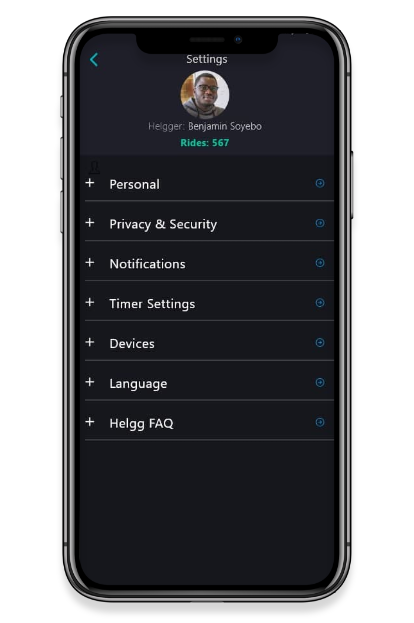 Settings
Helgger: Benjamin Soyebo
Rides: 567
+ Personal
+ Privacy & Security
+ Notifications
+ Timer Settings
+ Devices
+ Language
+ Helgg FAQ